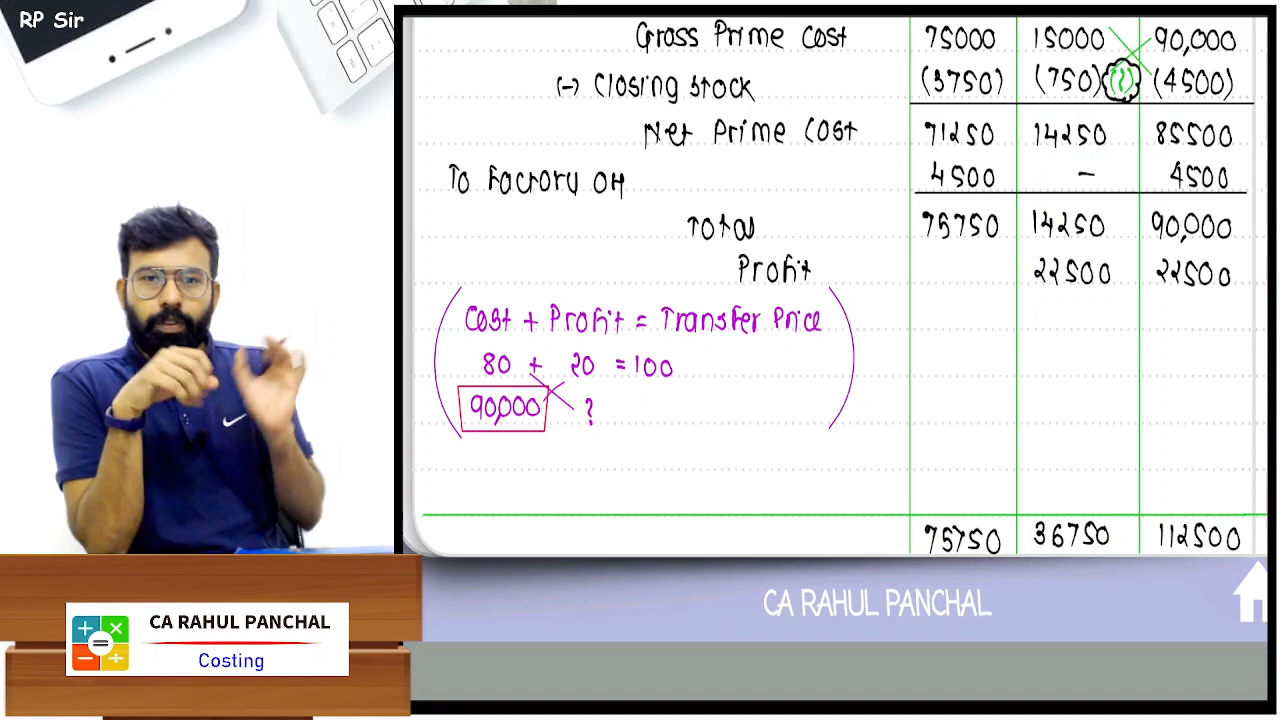 RP Sir
Gross Prime Cost 75000 15000 90,000
(-) Closing Stock (3750) (750) (?) (4500)
Net Prime Cost 71250 14250 85500
To Factory OH 4500 - 4500
Total 75750 14250 90,000
Profit 22500 22500
(Cost + Profit = Transfer Price)
80 + 20 = 100
90,000 ?
75750 36750 112500
CA RAHUL PANCHAL
CA RAHUL PANCHAL
Costing